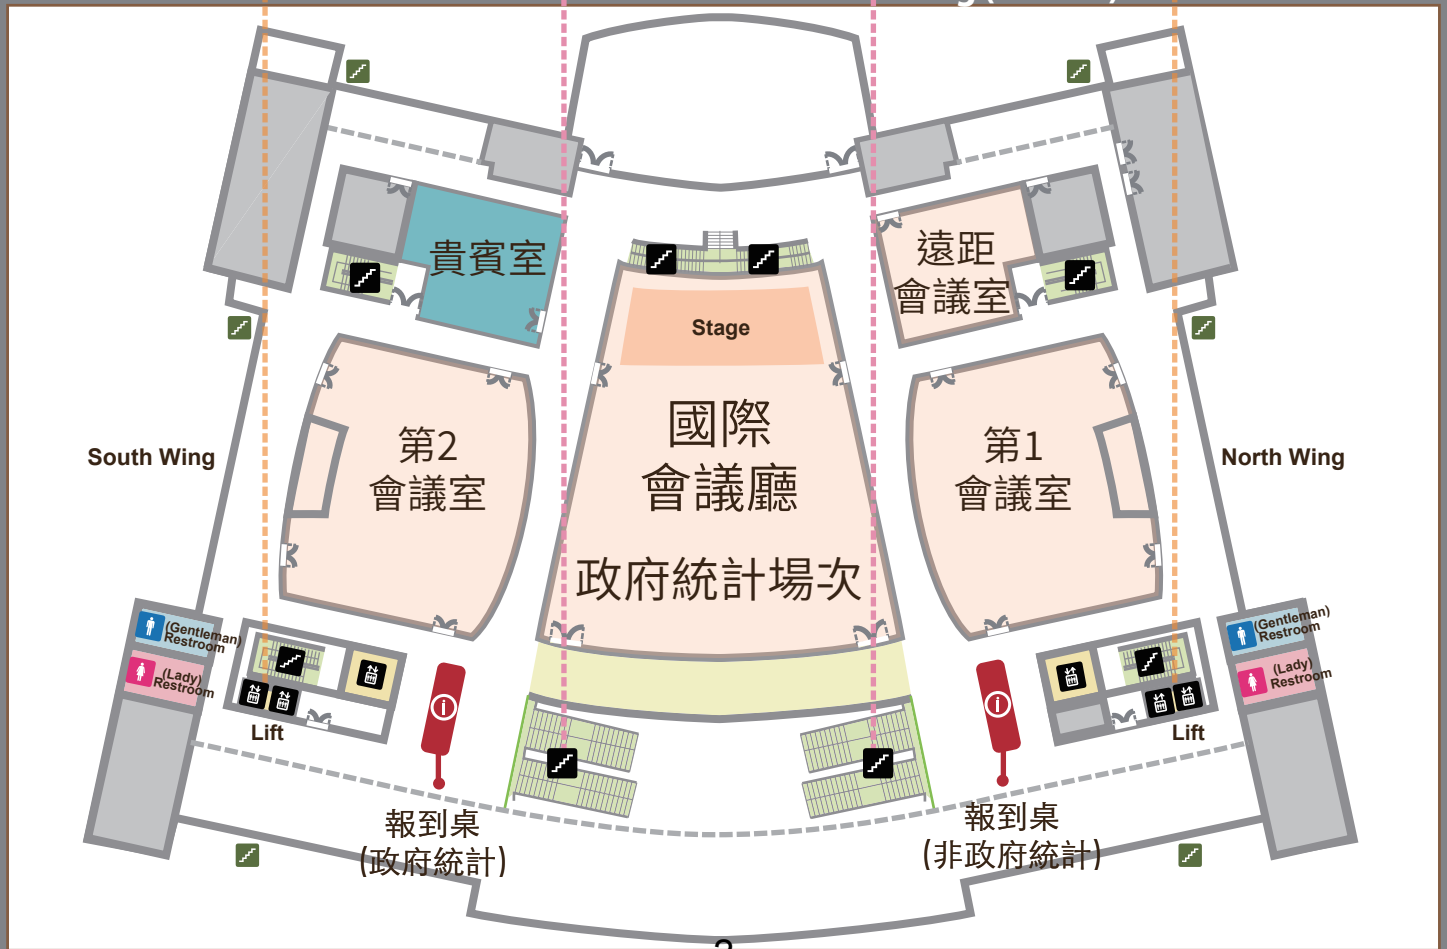 貴賓室
遠距
會議室
Stage
國際
會議廳
政府統計場次
第2
會議室
第1
會議室
South Wing
North Wing
(Gentleman)
Restroom
(Lady)
Restroom
(Gentleman)
Restroom
(Lady)
Restroom
Lift
Lift
報到桌
(政府統計)
報到桌
(非政府統計)